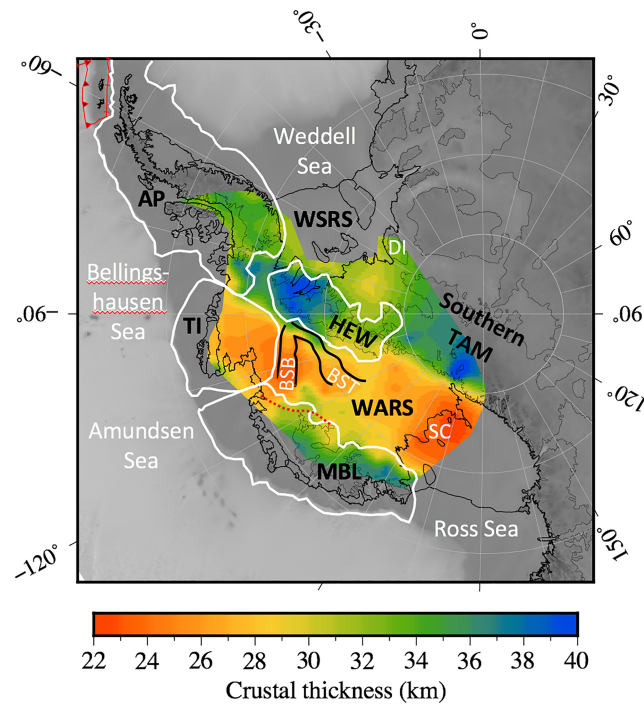 -30°
0°
-60°
30°
Weddell
Sea
AP
WSRS
DI
60°
Bellings-
hausen
Sea
Southern
TAM
-90°
TI
HEW
BSB
BST
120°
WARS
Amundsen
Sea
SC
MBL
Ross Sea
-120°
150°
22 24 26 28 30 32 34 36 38 40
Crustal thickness (km)